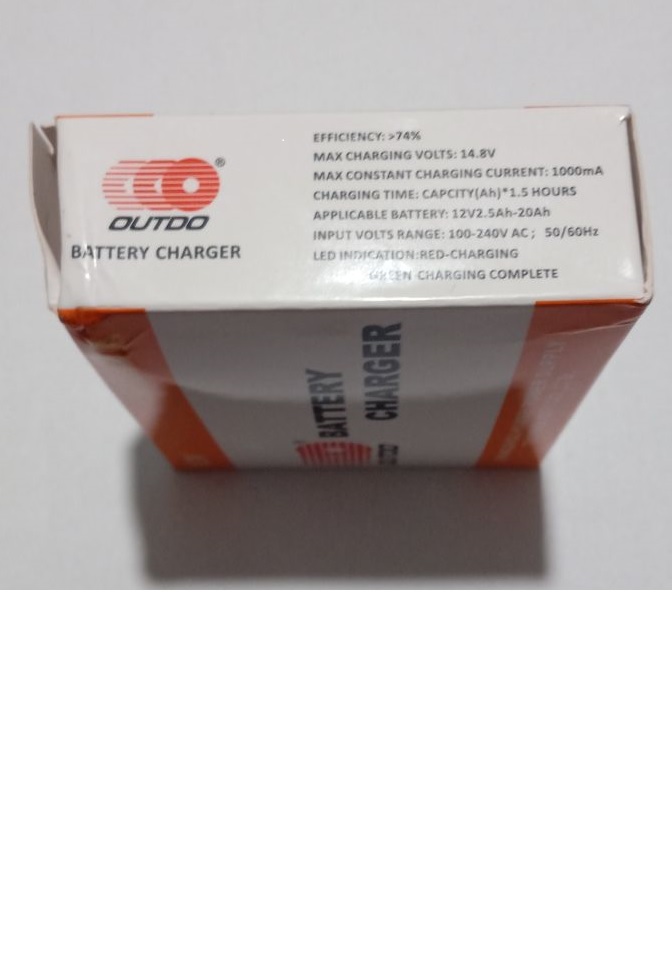 OUTDO
®
BATTERY CHARGER
EFFICIENCY: >74%
MAX CHARGING VOLTS: 14.8V
MAX CONSTANT CHARGING CURRENT: 1000mA
CHARGING TIME: CAPCITY(Ah)*1.5 HOURS
APPLICABLE BATTERY: 12V2.5Ah-20Ah
INPUT VOLTS RANGE: 100-240V AC ; 50/60Hz
LED INDICATION:RED-CHARGING
GREEN-CHARGING COMPLETE
BATTERY
CHARGER